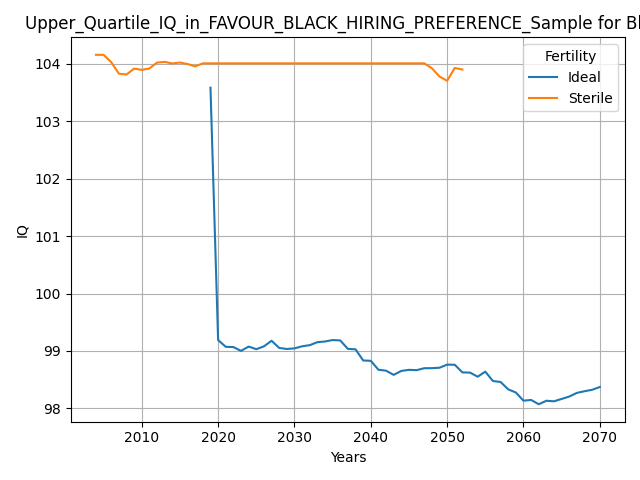 Upper_Quartile_IQ_in_FAVOUR_BLACK_HIRING_PREFERENCE_Sample for Bl
Fertility
Ideal
Sterile
104
103
102
101
100
99
98
IQ
2010 2020 2030 2040 2050 2060 2070
Years